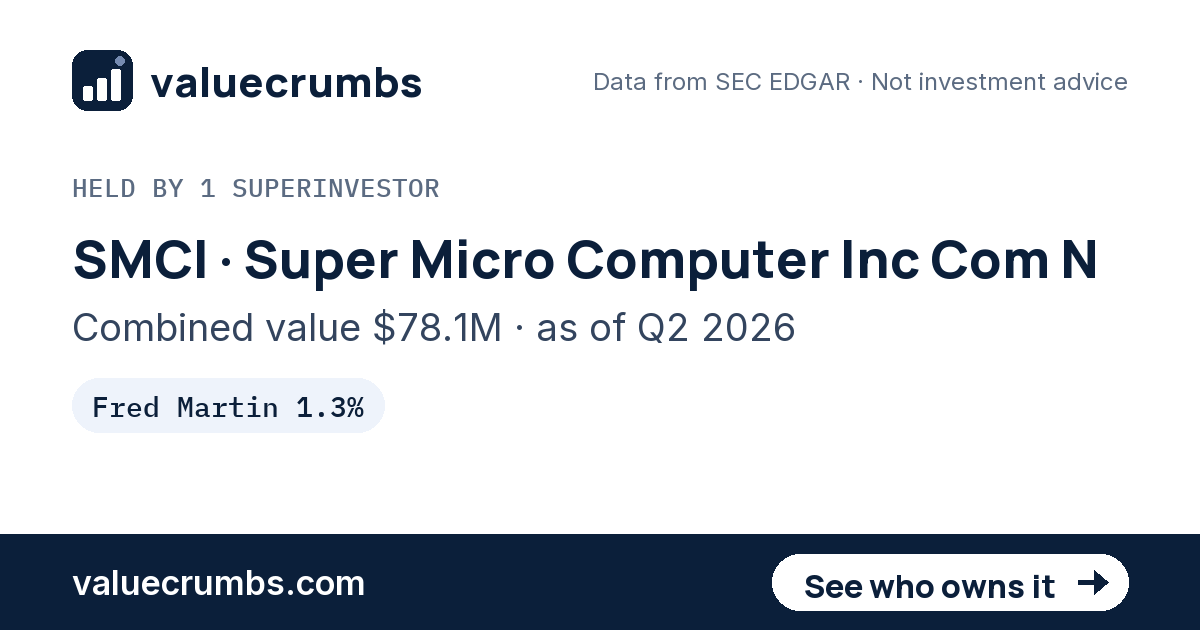 valuecrumbs
Data from SEC EDGAR · Not investment advice
HELD BY 1 SUPERINVESTOR
SMCI · Super Micro Computer Inc Com N
Combined value $78.1M · as of Q2 2026
Fred Martin 1.3%
valuecrumbs.com
See who owns it →